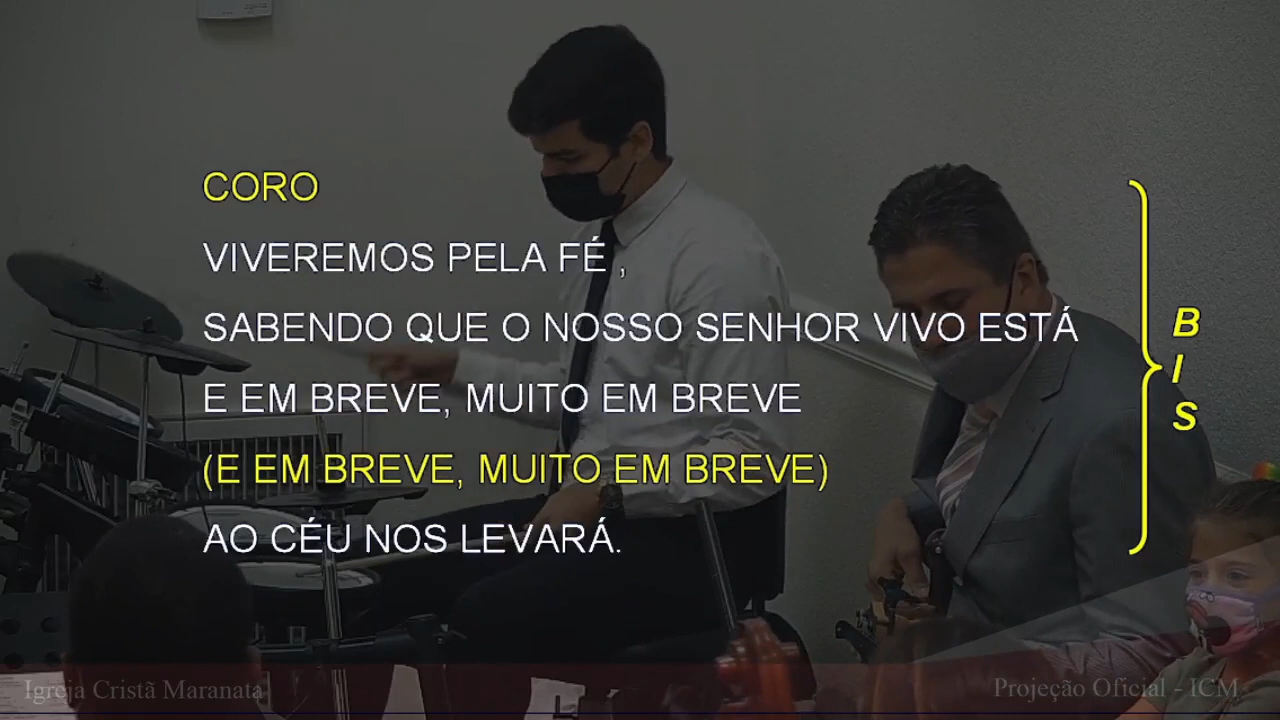 CORO
VIVEREMOS PELA FÉ ,
SABENDO QUE O NOSSO SENHOR VIVO ESTÁ
E EM BREVE, MUITO EM BREVE
(E EM BREVE, MUITO EM BREVE)
AO CÉU NOS LEVARÁ.
B
I
S
Igreja Cristã Maranata
Projeção Oficial - ICM